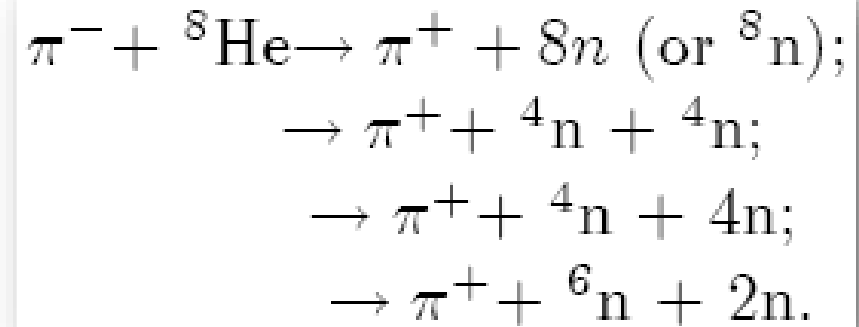 π⁻ + ⁸He→ π⁺ + 8n (or ⁸n);
→ π⁺ + ⁴n + ⁴n;
→ π⁺ + ⁴n + 4n;
→ π⁺ + ⁶n + 2n.